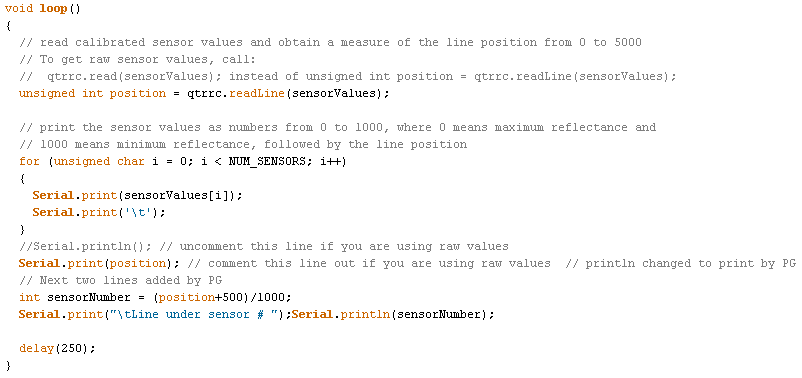 void loop()
{
  // read calibrated sensor values and obtain a measure of the line position from 0 to 5000
  // To get raw sensor values, call:
  //  qtrrc.read(sensorValues); instead of unsigned int position = qtrrc.readLine(sensorValues);
  unsigned int position = qtrrc.readLine(sensorValues);

  // print the sensor values as numbers from 0 to 1000, where 0 means maximum reflectance and
  // 1000 means minimum reflectance, followed by the line position
  for (unsigned char i = 0; i < NUM_SENSORS; i++)
  {
    Serial.print(sensorValues[i]);
    Serial.print('\t');
  }
  //Serial.println(); // uncomment this line if you are using raw values
  Serial.print(position); // comment this line out if you are using raw values  // println changed to print by PG
  // Next two lines added by PG
  int sensorNumber = (position+500)/1000;
  Serial.print("\tLine under sensor # ");Serial.println(sensorNumber);

  delay(250);
}